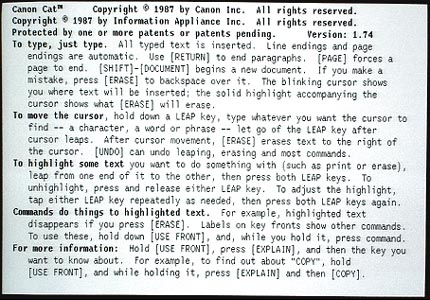 Canon Cat™ Copyright © 1987 by Canon Inc. All rights reserved.
Copyright © 1987 by Information Appliance Inc. All rights reserved.
Protected by one or more patents or patents pending. Version: 1.74
To type, just type. All typed text is inserted. Line endings and page
endings are automatic. Use [RETURN] to end paragraphs. [PAGE] forces a
page to end. [SHIFT]-[DOCUMENT] begins a new document. If you make a
mistake, press [ERASE] to backspace over it. The blinking cursor shows
you where text will be inserted; the solid highlight accompanying the
cursor shows what [ERASE] will erase.
To move the cursor, hold down a LEAP key, type whatever you want the cursor to
find -- a character, a word or phrase -- let go of the LEAP key after
cursor leaps. After cursor movement, [ERASE] erases text to the right of
the cursor. [UNDO] can undo leaping, erasing and most commands.
To highlight some text you want to do something with (such as print or erase),
leap from one end of it to the other, then press both LEAP keys. To
unhighlight, press and release either LEAP key. To adjust the highlight,
tap either LEAP key repeatedly as needed, then press both LEAP keys again.
Commands do things to highlighted text. For example, highlighted text
disappears if you press [ERASE]. Labels on key fronts show other commands.
To use these, hold down [USE FRONT], and, while you hold it, press command.
For more information: Hold [USE FRONT], press [EXPLAIN], and then the key you
want to know about. For example, to find out about "COPY", hold
[USE FRONT], and while holding it, press [EXPLAIN] and then [COPY].